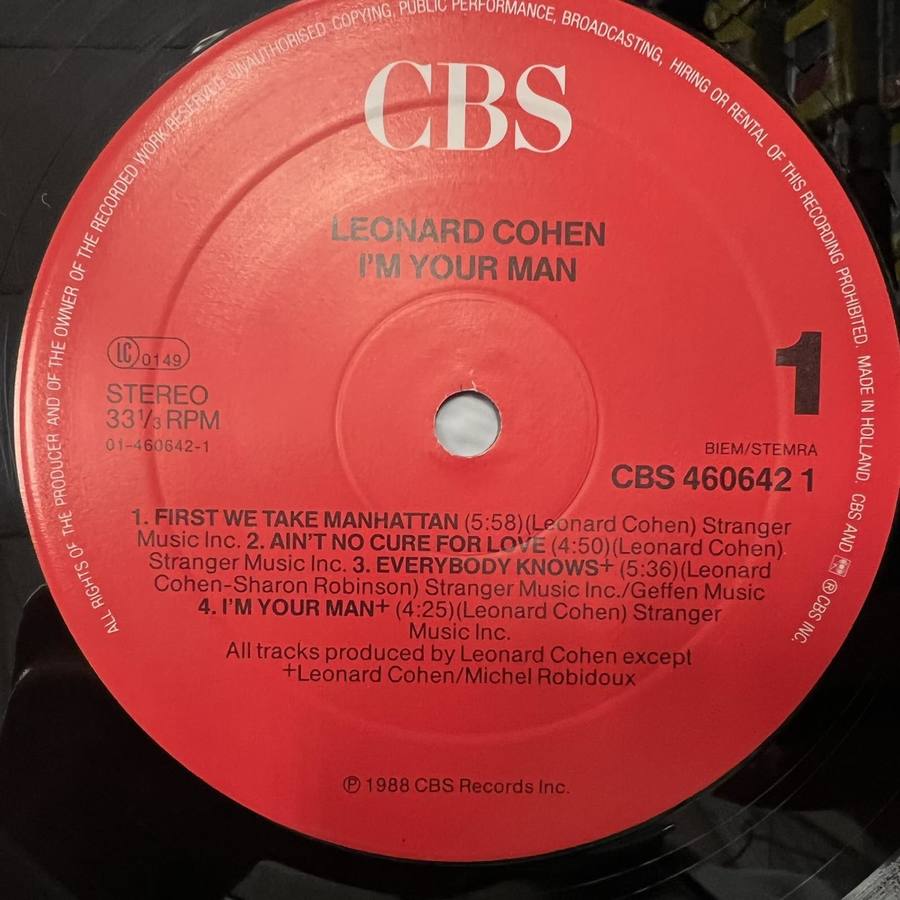 ALL RIGHTS OF THE PRODUCER AND OF THE OWNER OF THE RECORDED WORK RESERVED. UNAUTHORISED COPYING, PUBLIC PERFORMANCE, BROADCASTING, HIRING OR RENTAL OF THIS RECORDING PROHIBITED. MADE IN HOLLAND. CBS AND ® CBS INC.
CBS
LEONARD COHEN
I'M YOUR MAN
LC 0149
STEREO
33⅓ RPM
01-460642-1
1
BIEM/STEMRA
CBS 460642 1
1. FIRST WE TAKE MANHATTAN (5:58)(Leonard Cohen) Stranger
Music Inc. 2. AIN'T NO CURE FOR LOVE (4:50)(Leonard Cohen)
Stranger Music Inc. 3. EVERYBODY KNOWS+ (5:36)(Leonard
Cohen-Sharon Robinson) Stranger Music Inc./Geffen Music
4. I'M YOUR MAN+ (4:25)(Leonard Cohen) Stranger
Music Inc.
All tracks produced by Leonard Cohen except
+Leonard Cohen/Michel Robidoux
℗ 1988 CBS Records Inc.